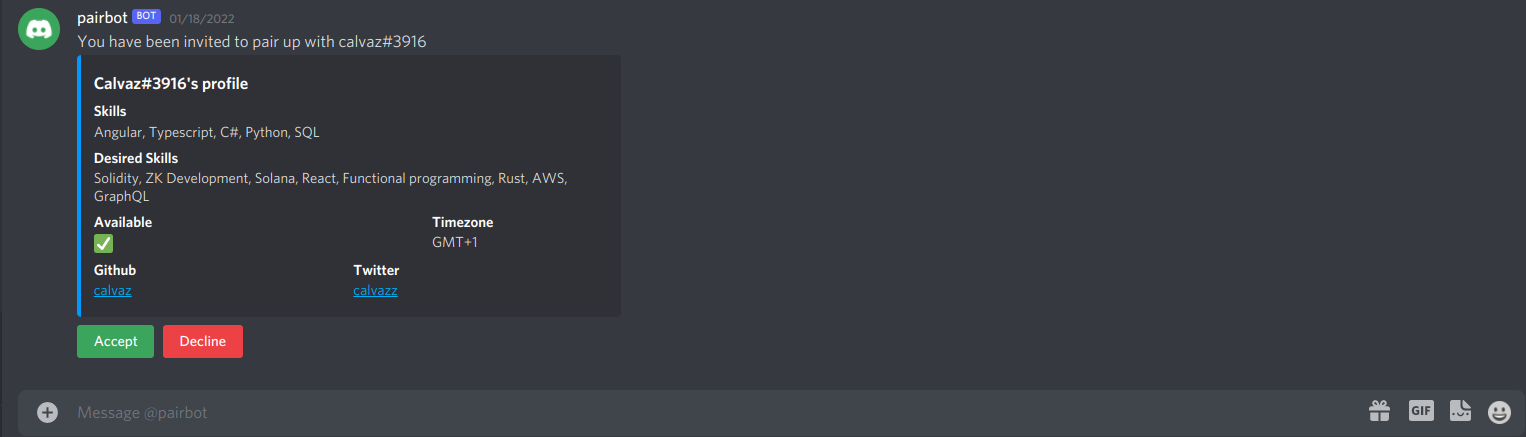 pairbot BOT 01/18/2022
You have been invited to pair up with calvaz#3916
Calvaz#3916's profile
Skills
Angular, Typescript, C#, Python, SQL
Desired Skills
Solidity, ZK Development, Solana, React, Functional programming, Rust, AWS,
GraphQL
Available Timezone
GMT+1
Github Twitter
calvaz calvazz
Accept Decline
Message @pairbot GIF